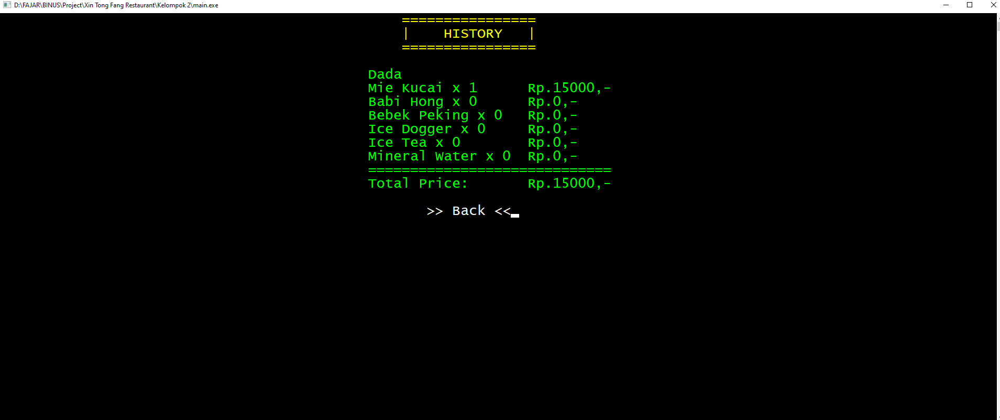 D:\FAJAR\BINUS\Project\Xin Tong Fang Restaurant\Kelompok 2\main.exe
================
|    HISTORY   |
================
Dada
Mie Kucai x 1      Rp.15000,-
Babi Hong x 0      Rp.0,-
Bebek Peking x 0   Rp.0,-
Ice Dogger x 0     Rp.0,-
Ice Tea x 0        Rp.0,-
Mineral Water x 0  Rp.0,-
=============================
Total Price:       Rp.15000,-
>> Back <<